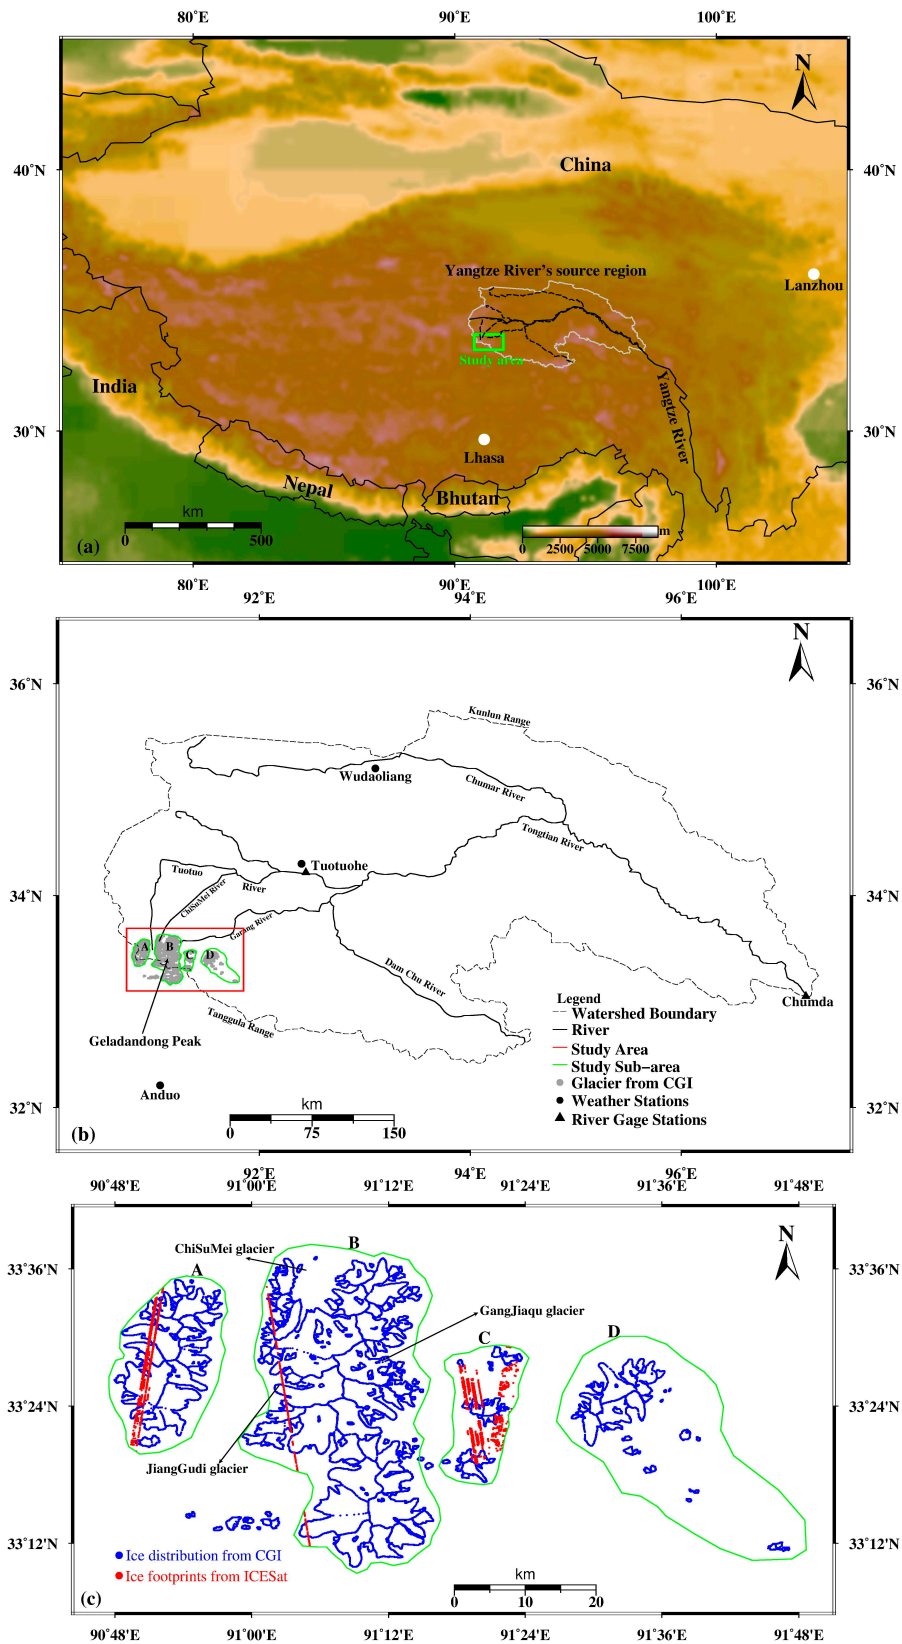 80°E 90°E 100°E
N
China
40°N 40°N
Yangtze River's source region
Lanzhou
Study area
India
Yangtze River
30°N 30°N
Lhasa
Nepal
Bhutan
km
0 500
m
0 2500 5000 7500
(a)
80°E 90°E 100°E
92°E 94°E 96°E
N
36°N 36°N
Kunlun Range
Wudaoliang
Chumar River
Tongtian River
Tuotuohe
Tuotuo
River
ChiSuMei River
34°N 34°N
Garang River
A B C D
Dam Chu River
Chumda
Tanggula Range
Geladandong Peak
Anduo
Legend
Watershed Boundary
River
Study Area
Study Sub-area
Glacier from CGI
Weather Stations
River Gage Stations
32°N 32°N
km
0 75 150
(b)
92°E 94°E 96°E
90°48'E 91°00'E 91°12'E 91°24'E 91°36'E 91°48'E
N
ChiSuMei glacier
B
A
33°36'N 33°36'N
GangJiaqu glacier
C
D
33°24'N 33°24'N
JiangGudi glacier
33°12'N 33°12'N
Ice distribution from CGI
Ice footprints from ICESat
km
0 10 20
(c)
90°48'E 91°00'E 91°12'E 91°24'E 91°36'E 91°48'E